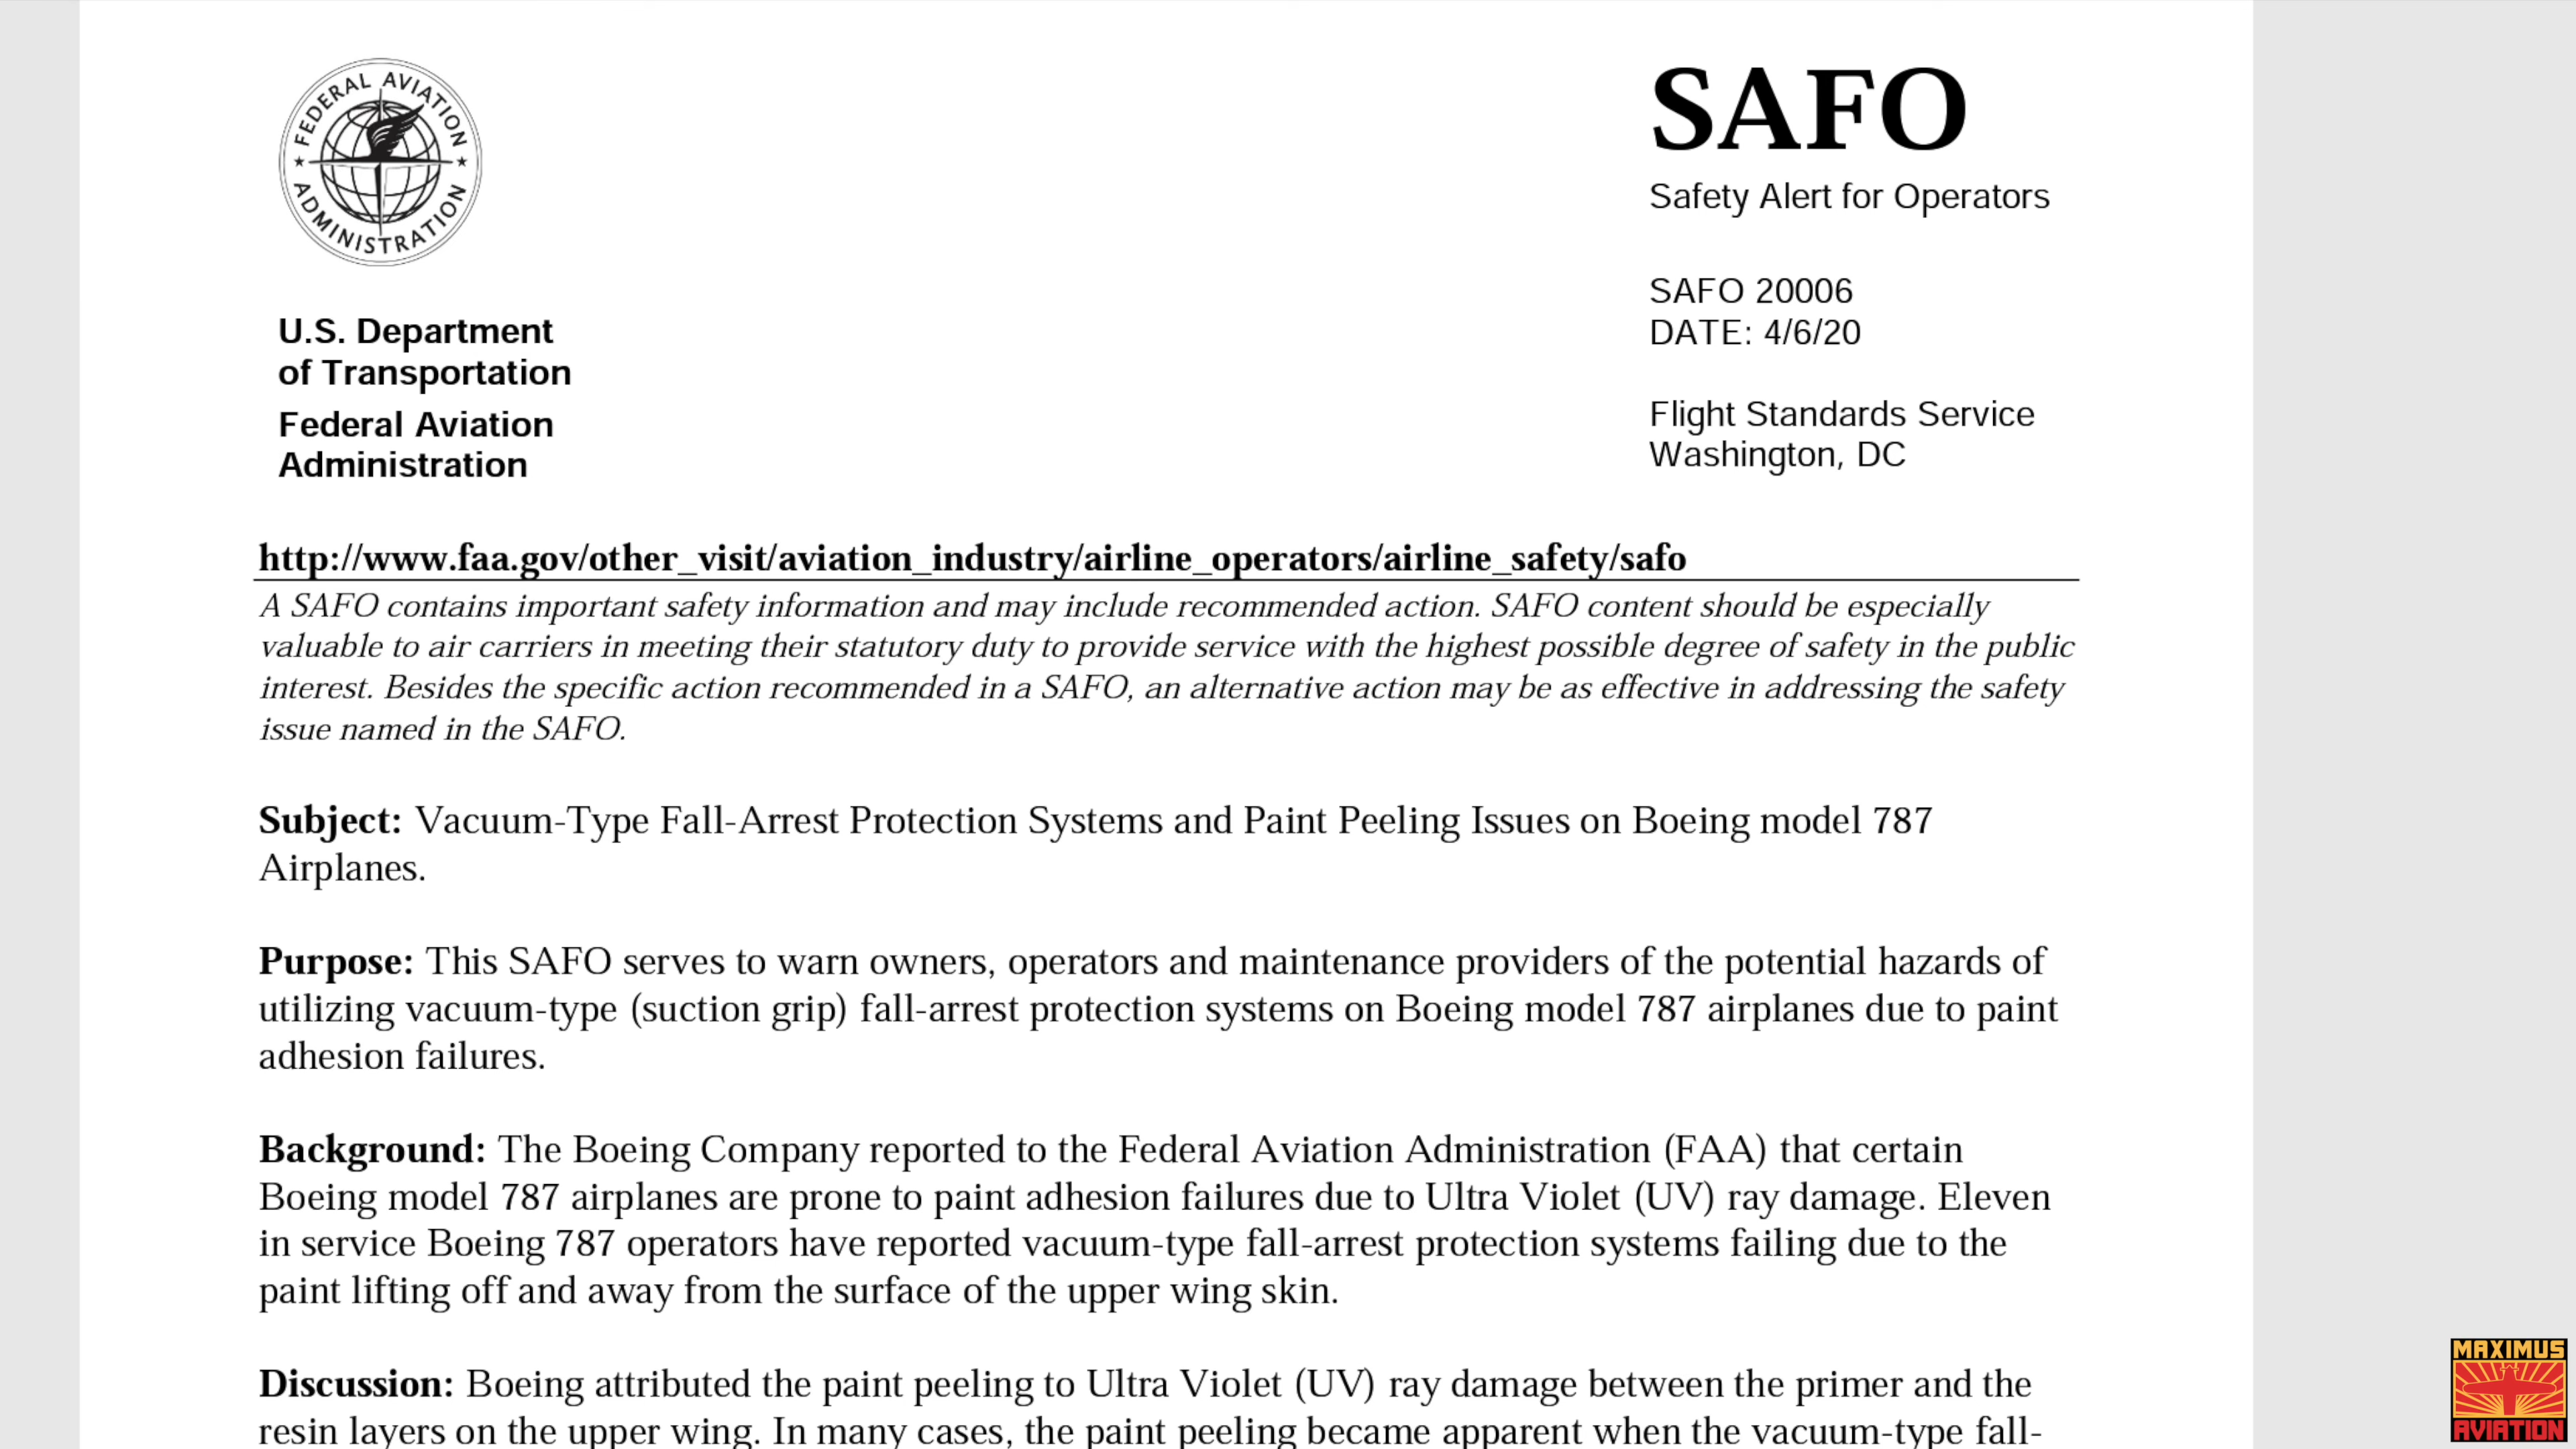 FEDERAL AVIATION ADMINISTRATION
U.S. Department
of Transportation
Federal Aviation
Administration
SAFO
Safety Alert for Operators
SAFO 20006
DATE: 4/6/20
Flight Standards Service
Washington, DC
http://www.faa.gov/other_visit/aviation_industry/airline_operators/airline_safety/safo
A SAFO contains important safety information and may include recommended action. SAFO content should be especially
valuable to air carriers in meeting their statutory duty to provide service with the highest possible degree of safety in the public
interest. Besides the specific action recommended in a SAFO, an alternative action may be as effective in addressing the safety
issue named in the SAFO.
Subject: Vacuum-Type Fall-Arrest Protection Systems and Paint Peeling Issues on Boeing model 787
Airplanes.
Purpose: This SAFO serves to warn owners, operators and maintenance providers of the potential hazards of
utilizing vacuum-type (suction grip) fall-arrest protection systems on Boeing model 787 airplanes due to paint
adhesion failures.
Background: The Boeing Company reported to the Federal Aviation Administration (FAA) that certain
Boeing model 787 airplanes are prone to paint adhesion failures due to Ultra Violet (UV) ray damage. Eleven
in service Boeing 787 operators have reported vacuum-type fall-arrest protection systems failing due to the
paint lifting off and away from the surface of the upper wing skin.
Discussion: Boeing attributed the paint peeling to Ultra Violet (UV) ray damage between the primer and the
resin layers on the upper wing. In many cases, the paint peeling became apparent when the vacuum-type fall-
MAXIMUS
AVIATION